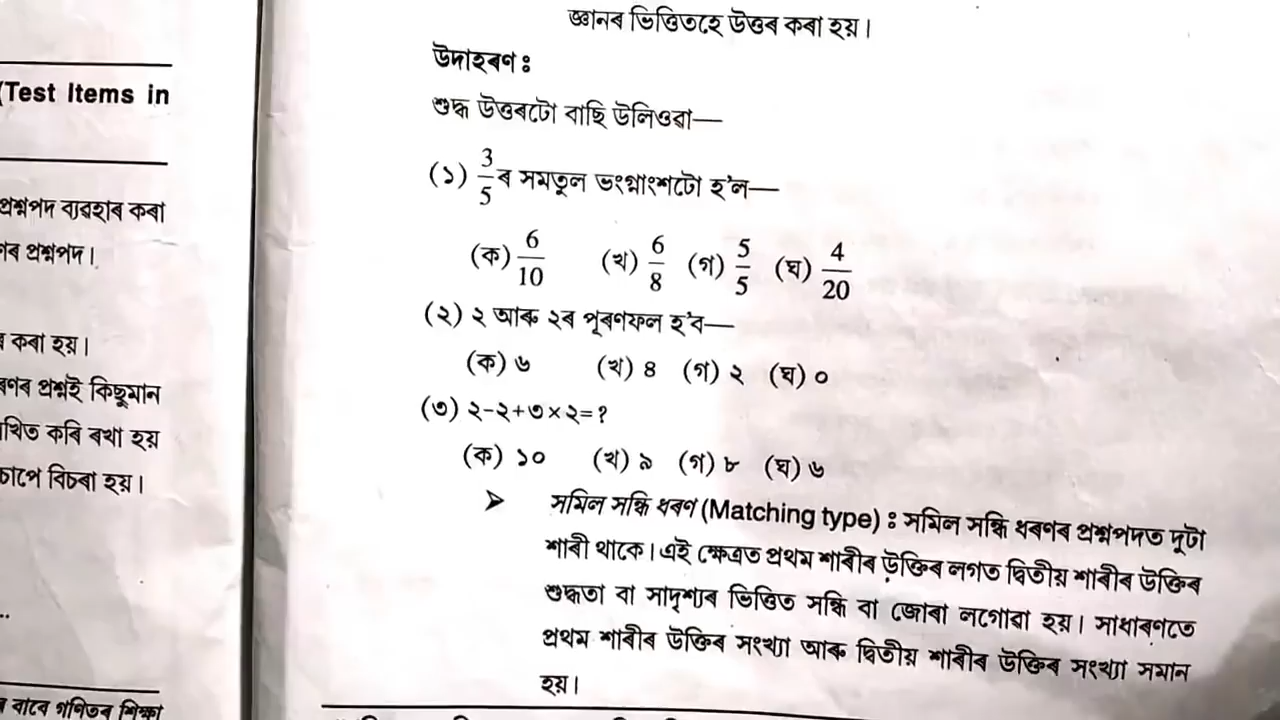 (Test Items in
প্রশ্নপদ ব্যৱহাৰ কৰা
প্ৰশ্নপদ।
কৰা হয়।
প্ৰশ্নই কিছুমান
কৰি ৰখা হয়
বিচৰা হয়।
..
বাবে গণিতৰ শিক্ষা
জ্ঞানৰ ভিত্তিতহে উত্তৰ কৰা হয়।
উদাহৰণ ঃ
শুদ্ধ উত্তৰটো বাছি উলিওৱা—
(১) 3/5 ৰ সমতুল ভংগ্নাংশটো হ'ল—
(ক) 6/10 (খ) 6/8 (গ) 5/5 (ঘ) 4/20
(২) ২ আৰু ২ৰ পূৰণফল হ'ব—
(ক) ৬ (খ) ৪ (গ) ২ (ঘ) ০
(৩) ২–২+৩×২=?
(ক) ১০ (খ) ৯ (গ) ৮ (ঘ) ৬
➤ সমিল সন্ধি ধৰণ (Matching type) ঃ সমিল সন্ধি ধৰণৰ প্ৰশ্নপদত দুটা
শাৰী থাকে। এই ক্ষেত্ৰত প্ৰথম শাৰীৰ উক্তিৰ লগত দ্বিতীয় শাৰীৰ উক্তিৰ
শুদ্ধতা বা সাদৃশ্যৰ ভিত্তিত সন্ধি বা জোৰা লগোৱা হয়। সাধাৰণতে
প্ৰথম শাৰীৰ উক্তিৰ সংখ্যা আৰু দ্বিতীয় শাৰীৰ উক্তিৰ সংখ্যা সমান
হয়।